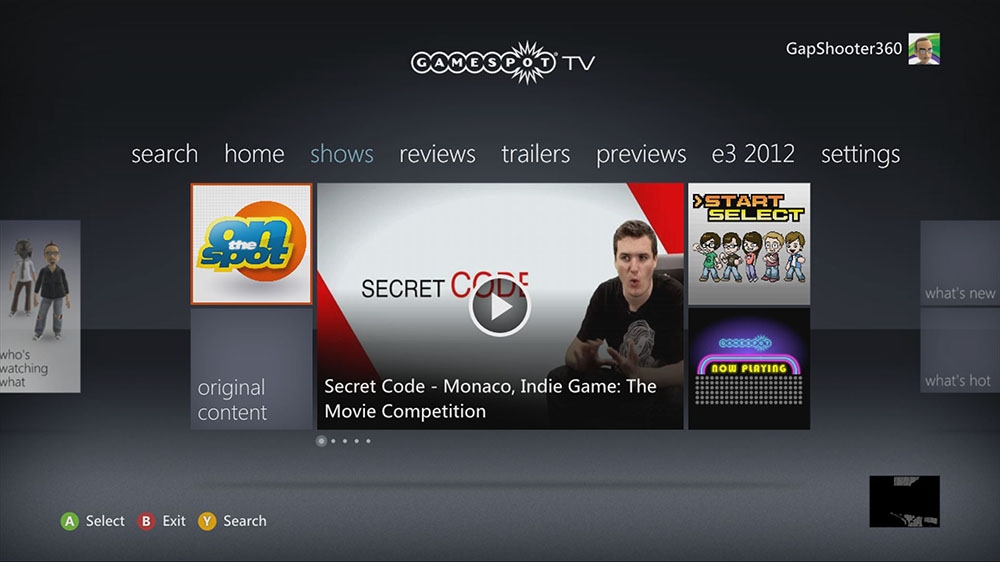 GAMESPOT TV
GapShooter360
search home shows reviews trailers previews e3 2012 settings
on
the
spot
SECRET CODE
START
SELECT
GAMESPOT
NOW PLAYING
who's
watching
what
original
content
Secret Code - Monaco, Indie Game: The
Movie Competition
what's new
what's hot
A Select B Exit Y Search